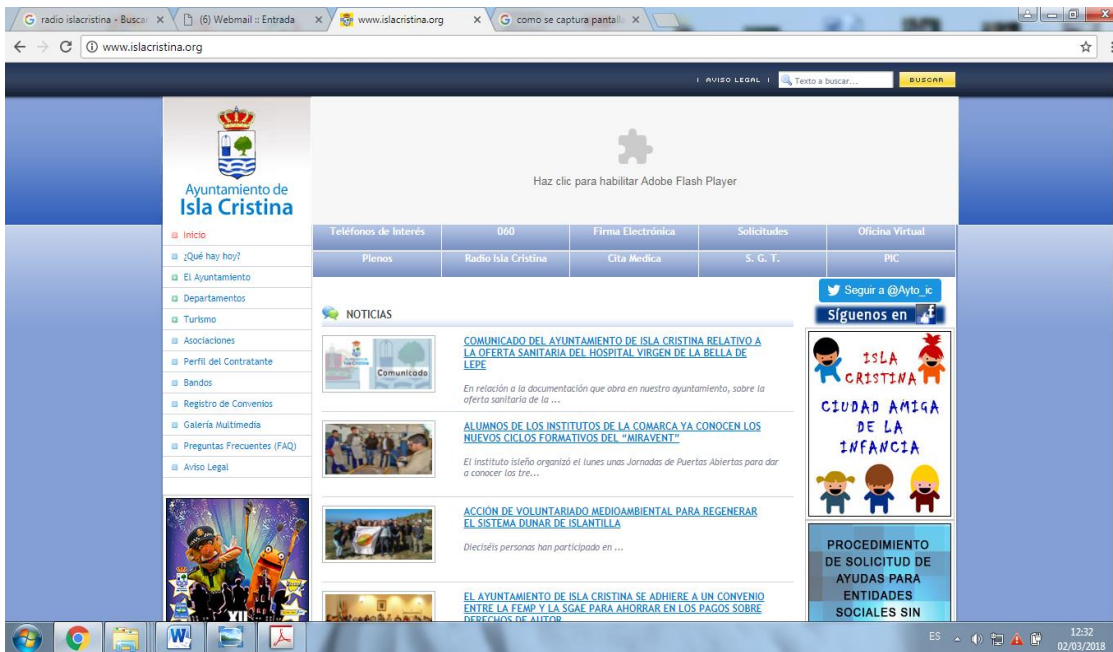 radio islacristina - Busca
(6) Webmail :: Entrada
www.islacristina.org
como se captura pantall
www.islacristina.org
AVISO LEGAL
Texto a buscar...
BUSCAR
Ayuntamiento de
Isla Cristina
Haz clic para habilitar Adobe Flash Player
Teléfonos de Interés
060
Firma Electrónica
Solicitudes
Oficina Virtual
Plenos
Radio Isla Cristina
Cita Medica
S. G. T.
PIC
Inicio
¿Qué hay hoy?
El Ayuntamiento
Departamentos
Turismo
Asociaciones
Perfil del Contratante
Bandos
Registro de Convenios
Galería Multimedia
Preguntas Frecuentes (FAQ)
Aviso Legal
XII
NOTICIAS
Comunicado
COMUNICADO DEL AYUNTAMIENTO DE ISLA CRISTINA RELATIVO A
LA OFERTA SANITARIA DEL HOSPITAL VIRGEN DE LA BELLA DE
LEPE
En relación a la documentación que obra en nuestro ayuntamiento, sobre la
oferta sanitaria de la ...
ALUMNOS DE LOS INSTITUTOS DE LA COMARCA YA CONOCEN LOS
NUEVOS CICLOS FORMATIVOS DEL “MIRAVENT”
El instituto isleño organizó el lunes unas Jornadas de Puertas Abiertas para dar
a conocer los tre...
ACCIÓN DE VOLUNTARIADO MEDIOAMBIENTAL PARA REGENERAR
EL SISTEMA DUNAR DE ISLANTILLA
Dieciséis personas han participado en ...
EL AYUNTAMIENTO DE ISLA CRISTINA SE ADHIERE A UN CONVENIO
ENTRE LA FEMP Y LA SGAE PARA AHORRAR EN LOS PAGOS SOBRE
DERECHOS DE AUTOR
Seguir a @Ayto_ic
Síguenos en
ISLA
CRISTINA
CIUDAD AMIGA
DE LA
INFANCIA
PROCEDIMIENTO
DE SOLICITUD DE
AYUDAS PARA
ENTIDADES
SOCIALES SIN
ES
12:32
02/03/2018